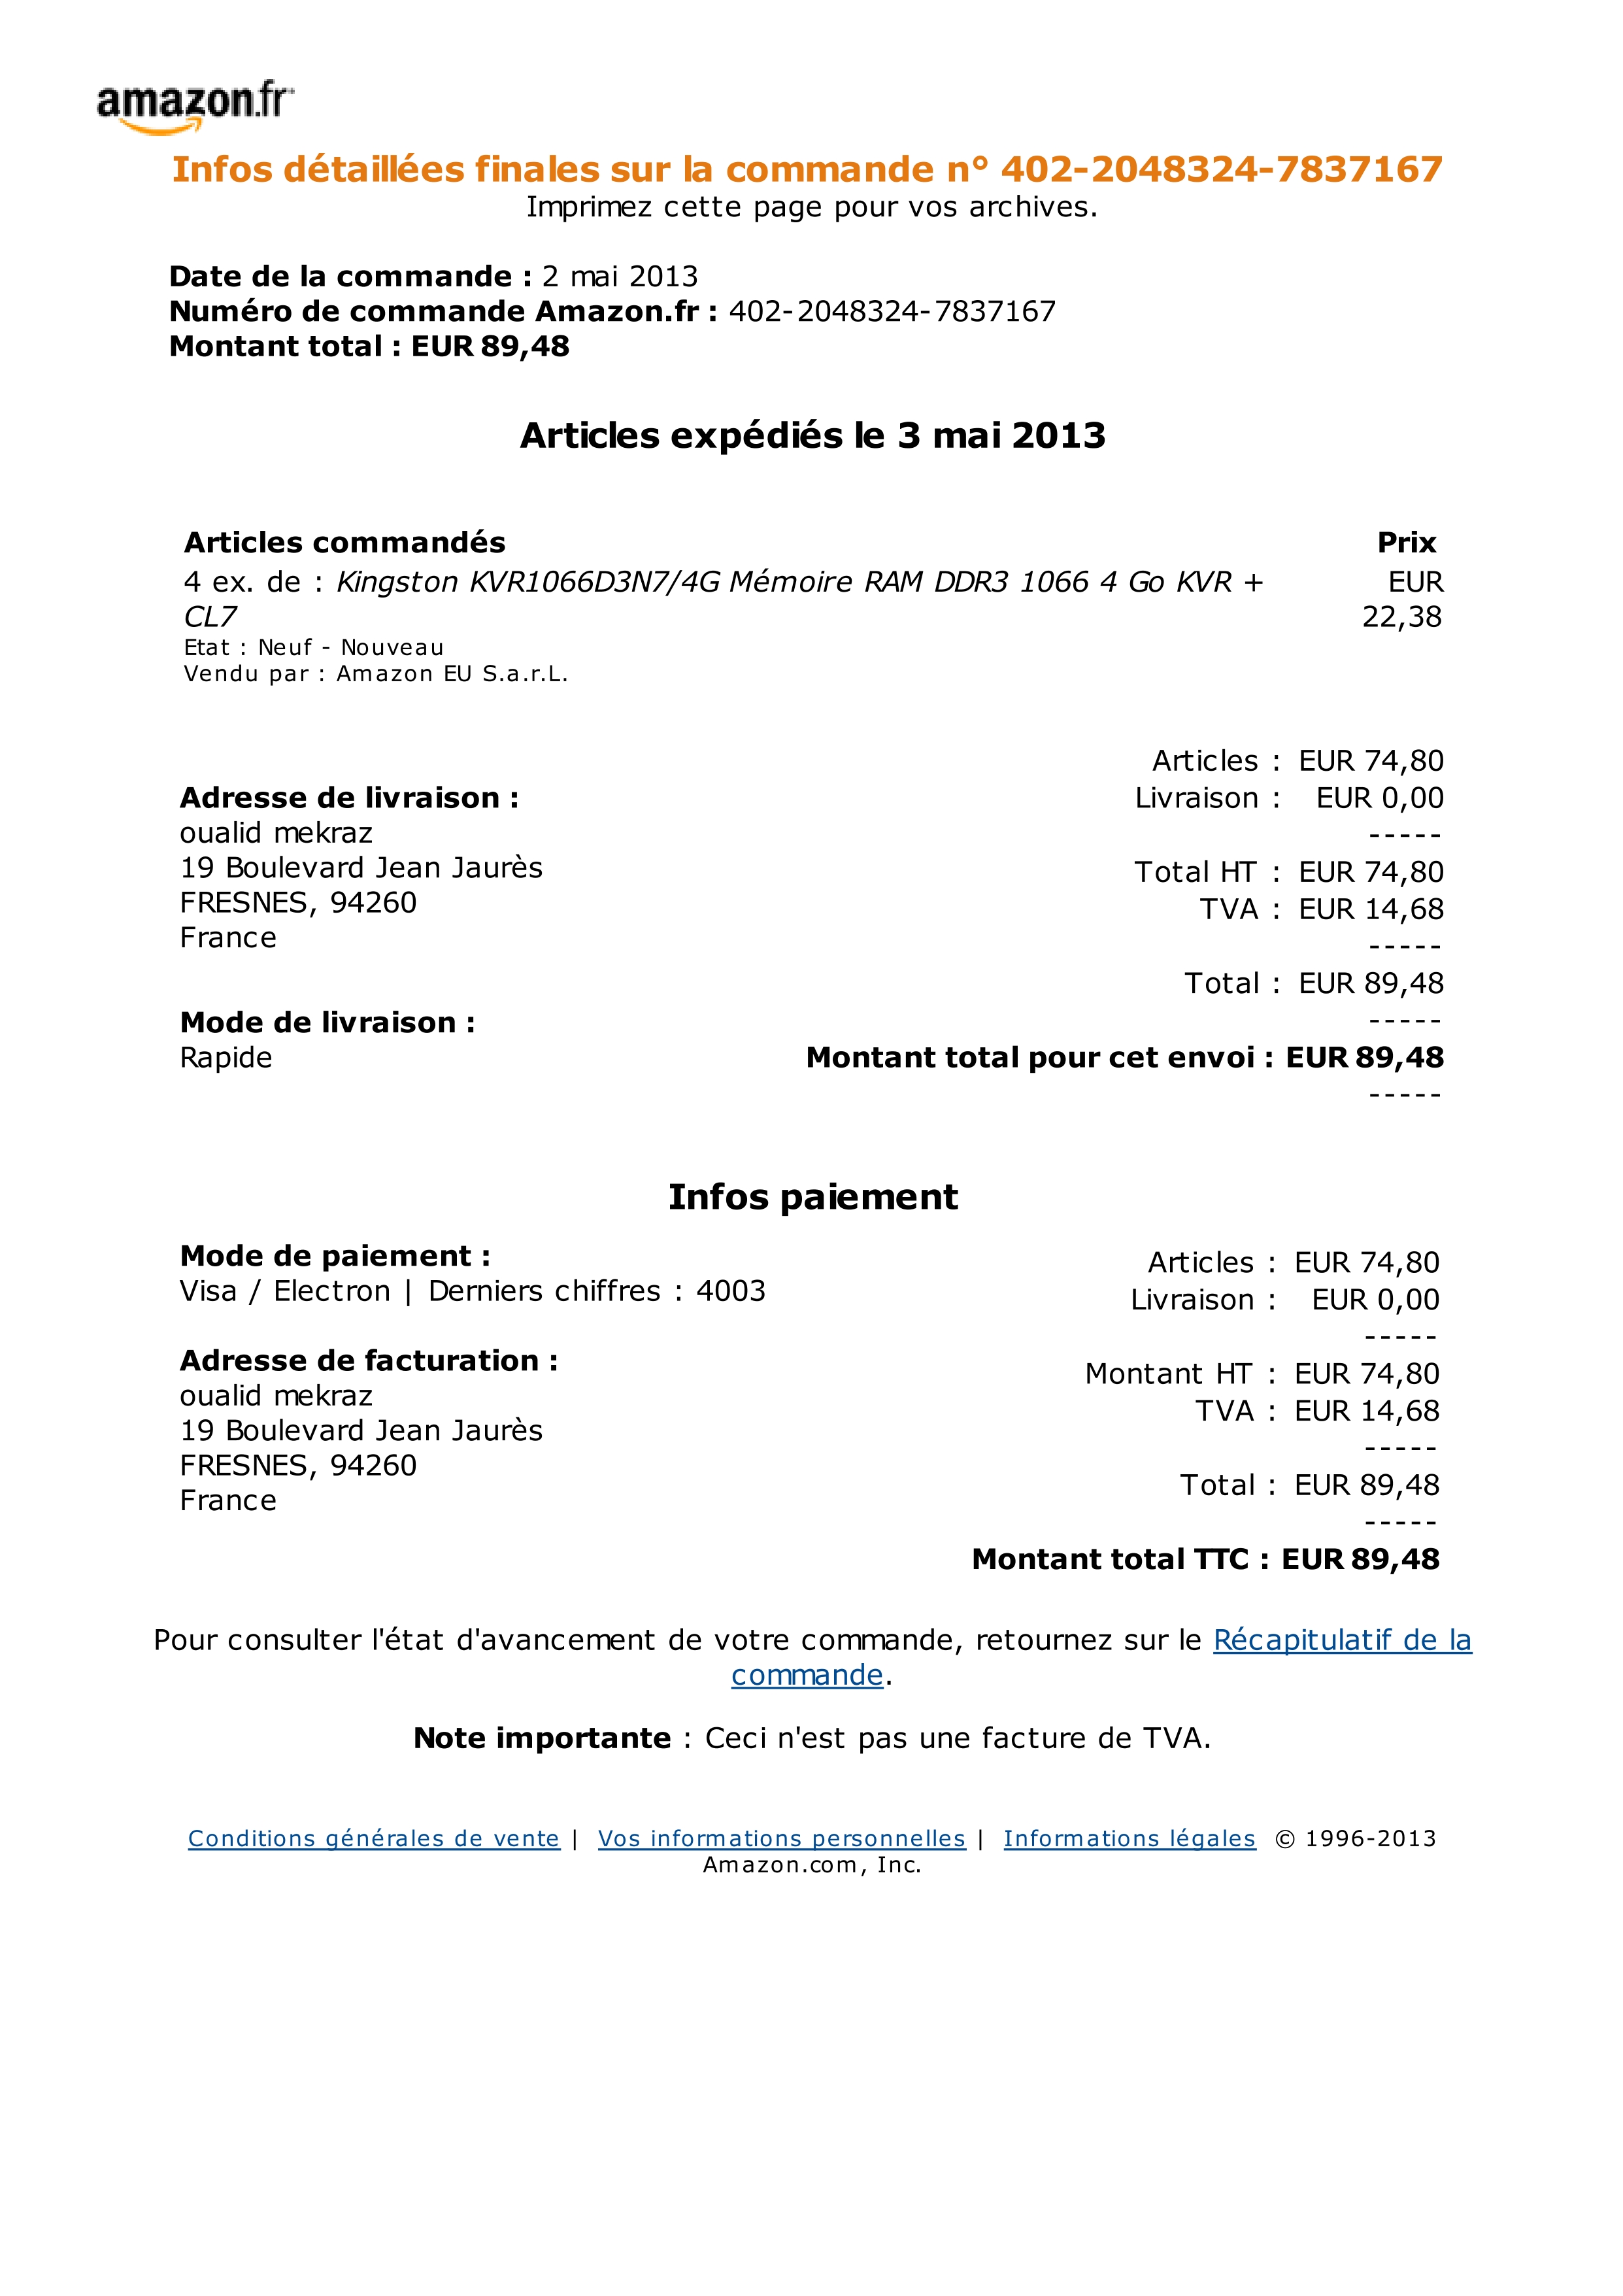 amazon.fr
Infos détaillées finales sur la commande n° 402-2048324-7837167
Imprimez cette page pour vos archives.
Date de la commande : 2 mai 2013
Numéro de commande Amazon.fr : 402-2048324-7837167
Montant total : EUR 89,48
Articles expédiés le 3 mai 2013
Articles commandés Prix
4 ex. de : Kingston KVR1066D3N7/4G Mémoire RAM DDR3 1066 4 Go KVR + EUR
CL7 22,38
Etat : Neuf - Nouveau
Vendu par : Amazon EU S.a.r.L.
Articles : EUR 74,80
Adresse de livraison : Livraison : EUR 0,00
oualid mekraz -----
19 Boulevard Jean Jaurès Total HT : EUR 74,80
FRESNES, 94260 TVA : EUR 14,68
France -----
Total : EUR 89,48
Mode de livraison : -----
Rapide Montant total pour cet envoi : EUR 89,48
-----
Infos paiement
Mode de paiement : Articles : EUR 74,80
Visa / Electron | Derniers chiffres : 4003 Livraison : EUR 0,00
-----
Adresse de facturation : Montant HT : EUR 74,80
oualid mekraz TVA : EUR 14,68
19 Boulevard Jean Jaurès -----
FRESNES, 94260 Total : EUR 89,48
France -----
Montant total TTC : EUR 89,48
Pour consulter l'état d'avancement de votre commande, retournez sur le Récapitulatif de la
commande.
Note importante : Ceci n'est pas une facture de TVA.
Conditions générales de vente | Vos informations personnelles | Informations légales © 1996-2013
Amazon.com, Inc.